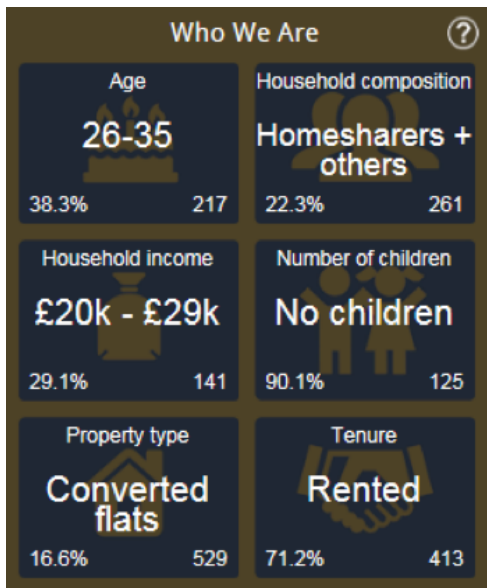 Who We Are ?
Age
26-35
38.3% 217
Household composition
Homesharers +
others
22.3% 261
Household income
£20k - £29k
29.1% 141
Number of children
No children
90.1% 125
Property type
Converted
flats
16.6% 529
Tenure
Rented
71.2% 413